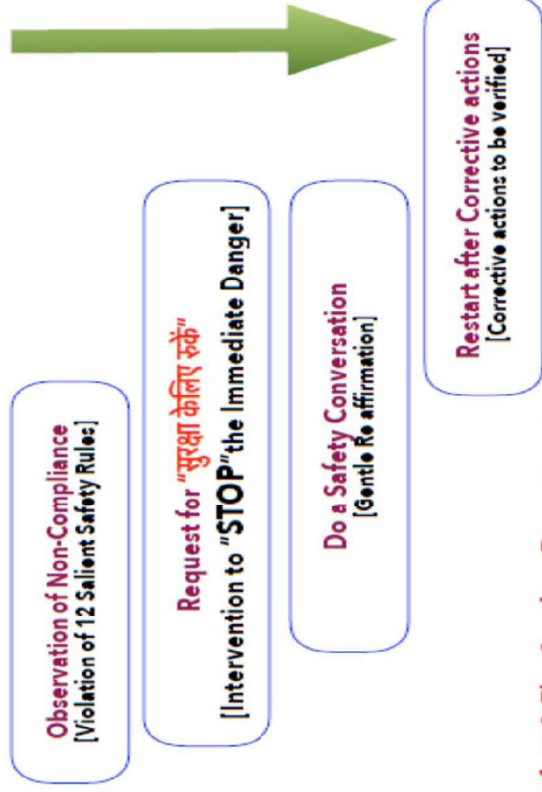 Observation of Non-Compliance
[Violation of 12 Salient Safety Rules]
Request for "सुरक्षा केलिए रुकें"
[Intervention to "STOP" the Immediate Danger]
Do a Safety Conversation
[Gentle Re affirmation]
Restart after Corrective actions
[Corrective actions to be verified]